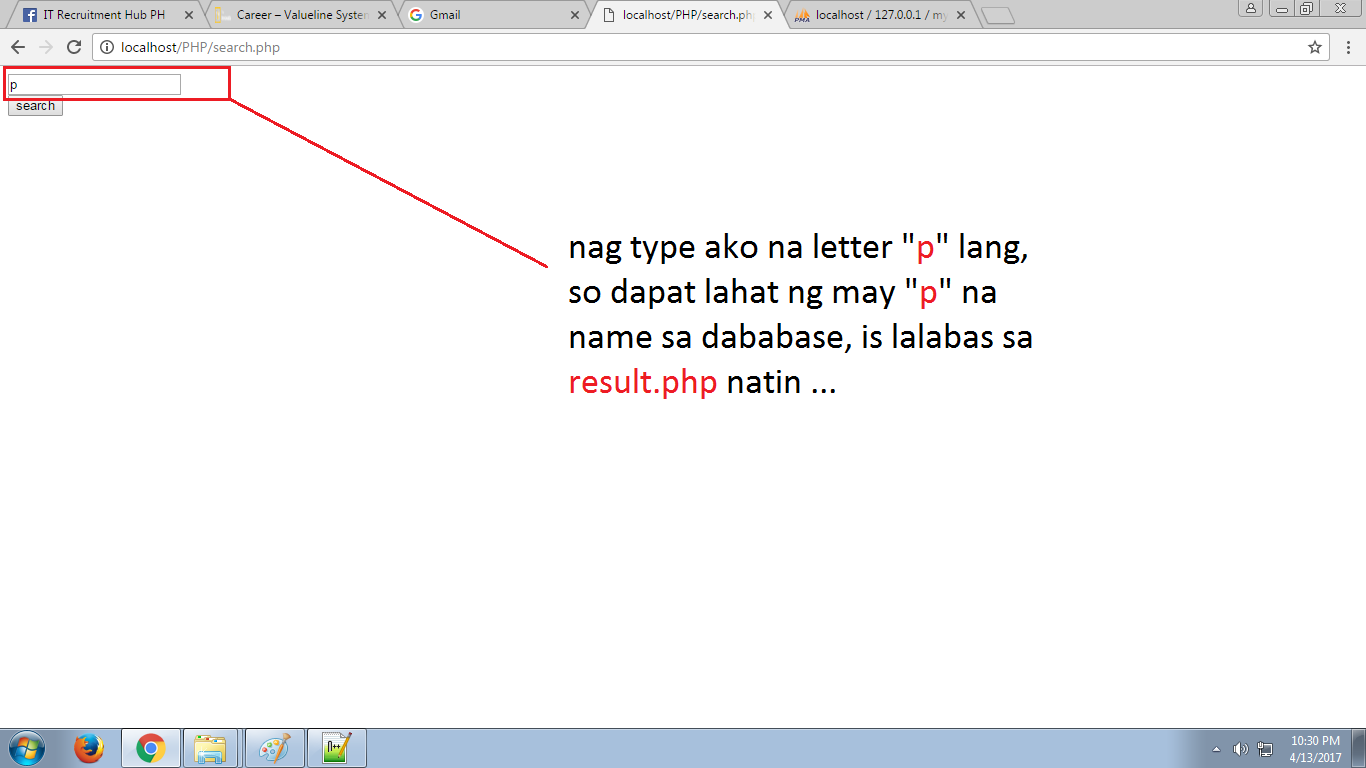 IT Recruitment Hub PH
Career – Valueline System
Gmail
localhost/PHP/search.php
localhost / 127.0.0.1 / my
localhost/PHP/search.php
p
search
nag type ako na letter "p" lang,
so dapat lahat ng may "p" na
name sa dababase, is lalabas sa
result.php natin ...
10:30 PM
4/13/2017